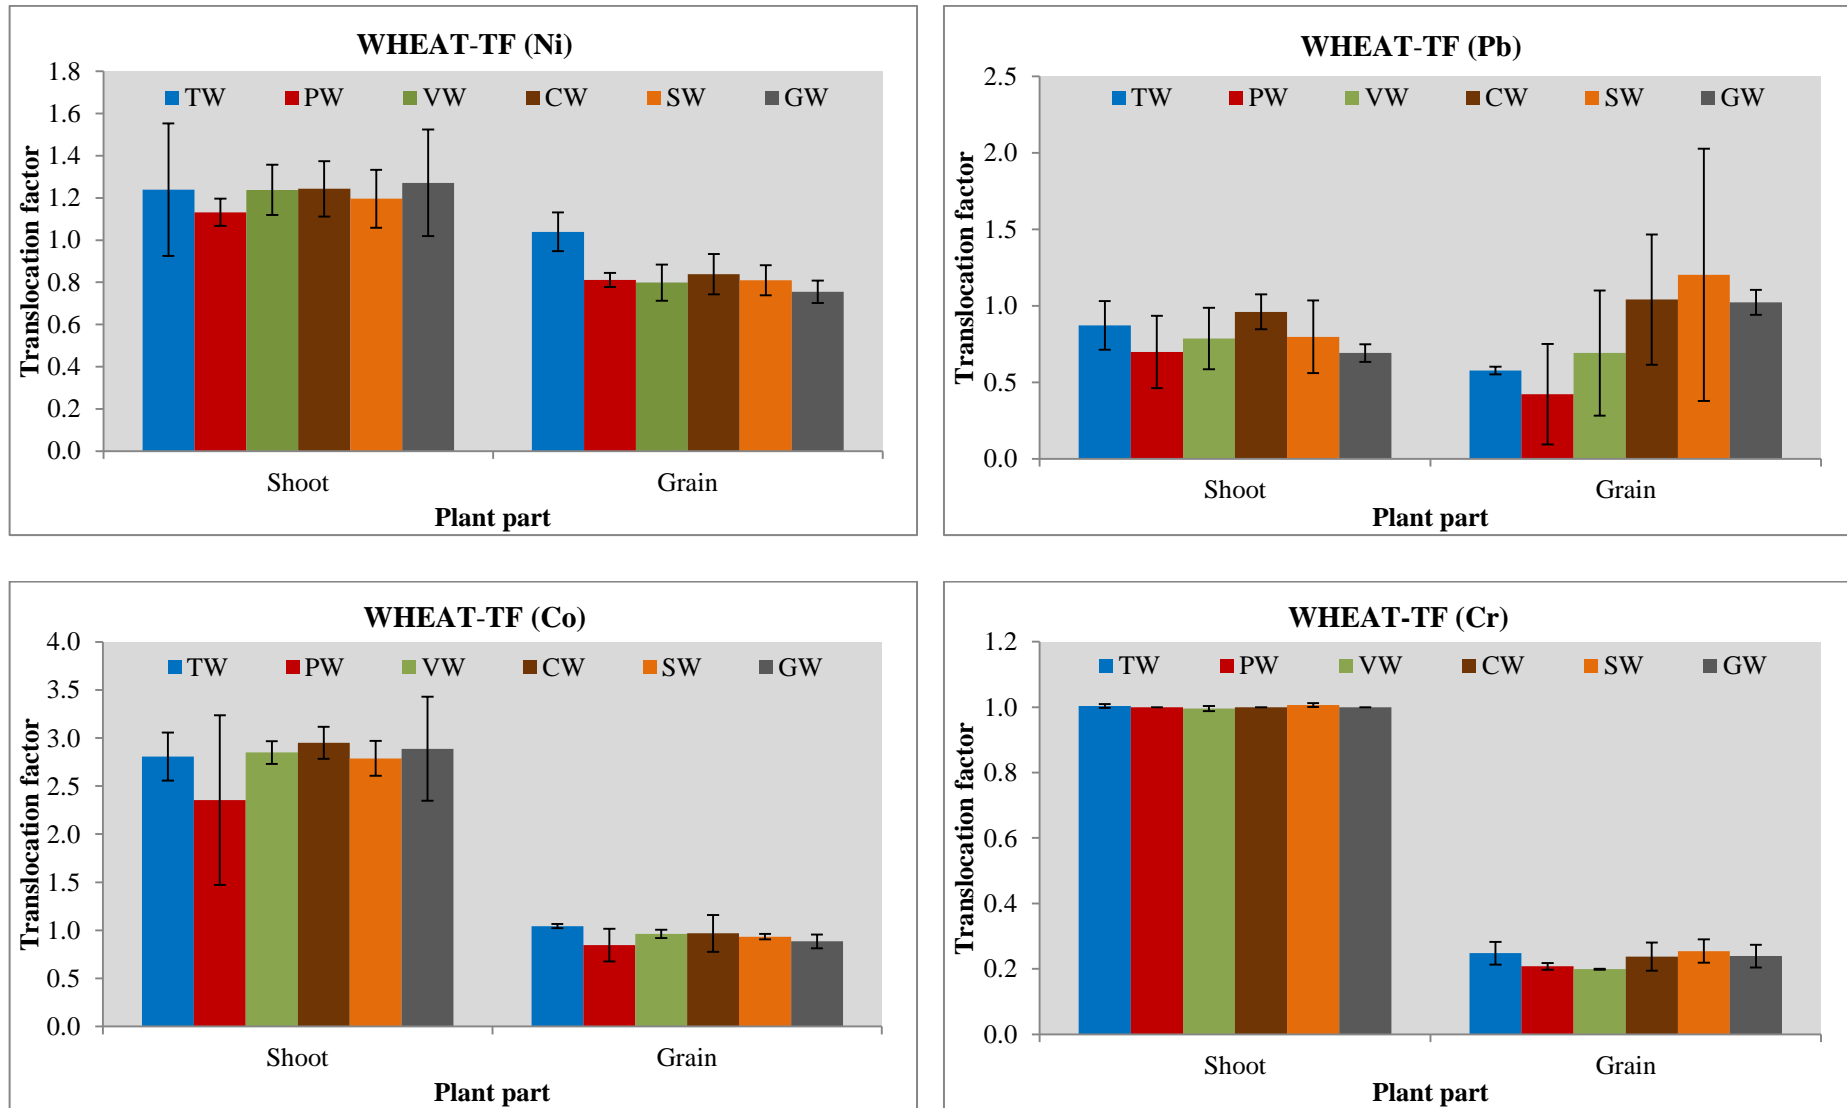 WHEAT-TF (Ni)
1.8
TW PW VW CW SW GW
1.6
1.4
1.2
1.0
0.8
0.6
0.4
0.2
0.0
Translocation factor
Shoot Grain
Plant part
WHEAT-TF (Pb)
2.5
TW PW VW CW SW GW
2.0
1.5
1.0
0.5
0.0
Translocation factor
Shoot Grain
Plant part
WHEAT-TF (Co)
4.0
TW PW VW CW SW GW
3.5
3.0
2.5
2.0
1.5
1.0
0.5
0.0
Translocation factor
Shoot Grain
Plant part
WHEAT-TF (Cr)
1.2
TW PW VW CW SW GW
1.0
0.8
0.6
0.4
0.2
0.0
Translocation factor
Shoot Grain
Plant part